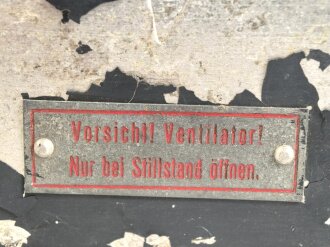 Vorsicht! Ventilator!
Nur bei Stillstand öffnen.